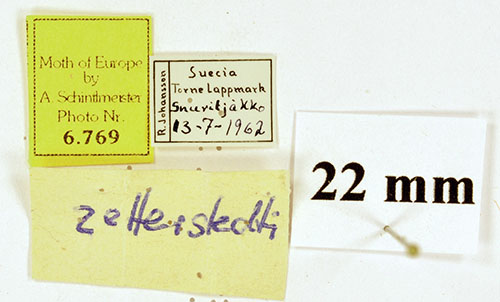 Moth of Europe
by
A. Schintlmeister
Photo Nr.
6.769
R. Johansson
Suecia
Torne Lappmark
Snuritjåkko
13-7-1962
22 mm
zetterstedti